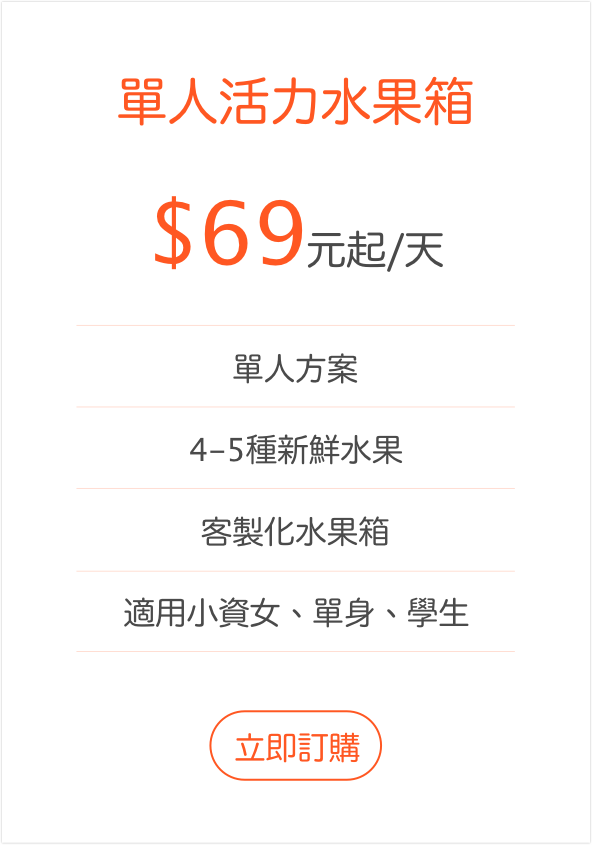 單人活力水果箱
$69元起/天
單人方案
4-5種新鮮水果
客製化水果箱
適用小資女、單身、學生
立即訂購